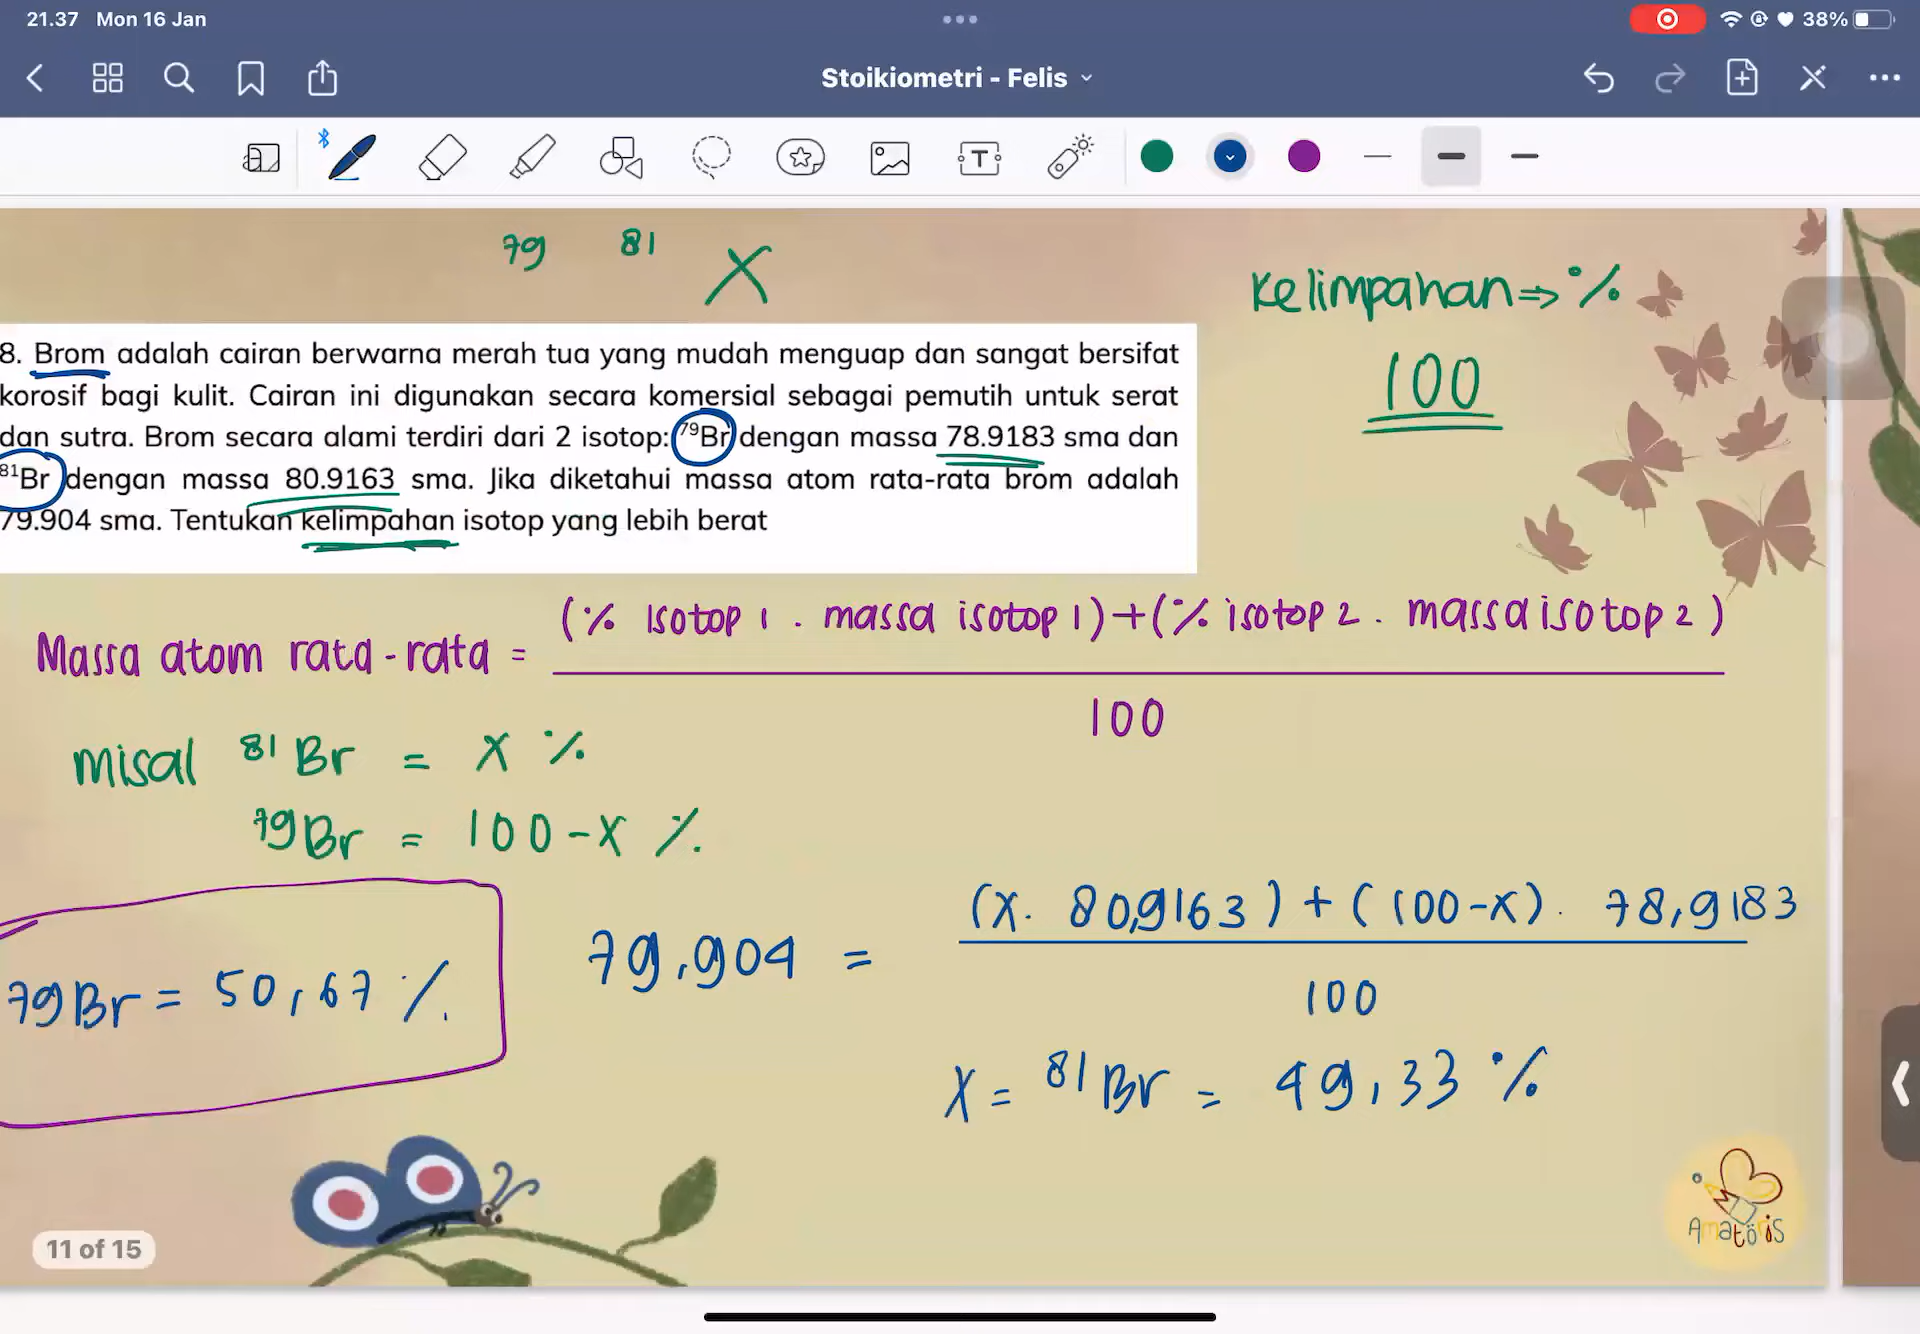 21.37 Mon 16 Jan
38%
Stoikiometri - Felis
79 81 X
Kelimpahan ⇒ %
100
8. Brom adalah cairan berwarna merah tua yang mudah menguap dan sangat bersifat
korosif bagi kulit. Cairan ini digunakan secara komersial sebagai pemutih untuk serat
dan sutra. Brom secara alami terdiri dari 2 isotop: ⁷⁹Br dengan massa 78.9183 sma dan
⁸¹Br dengan massa 80.9163 sma. Jika diketahui massa atom rata-rata brom adalah
79.904 sma. Tentukan kelimpahan isotop yang lebih berat
(% isotop 1 . massa isotop 1) + (% isotop 2 . massa isotop 2)
Massa atom rata-rata =
100
misal ⁸¹Br = X %
⁷⁹Br = 100-X %
(X. 80,9163) + (100-X). 78,9183
79,904 =
100
79Br = 50,67 %
X = ⁸¹Br = 49,33 %
Amatöris
11 of 15